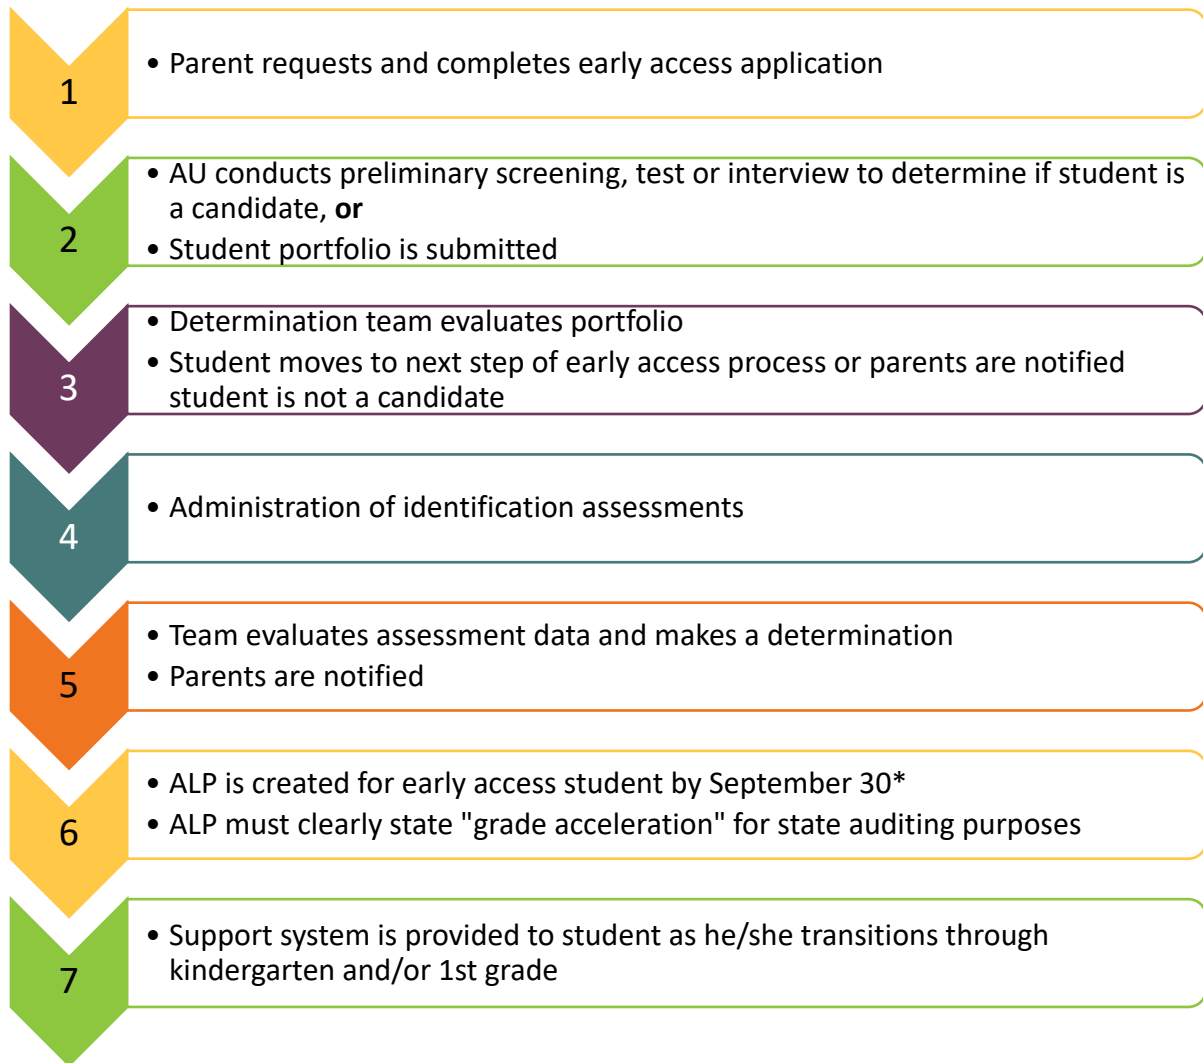 1
• Parent requests and completes early access application
2
• AU conducts preliminary screening, test or interview to determine if student is
a candidate, or
• Student portfolio is submitted
3
• Determination team evaluates portfolio
• Student moves to next step of early access process or parents are notified
student is not a candidate
4
• Administration of identification assessments
5
• Team evaluates assessment data and makes a determination
• Parents are notified
6
• ALP is created for early access student by September 30*
• ALP must clearly state "grade acceleration" for state auditing purposes
7
• Support system is provided to student as he/she transitions through
kindergarten and/or 1st grade